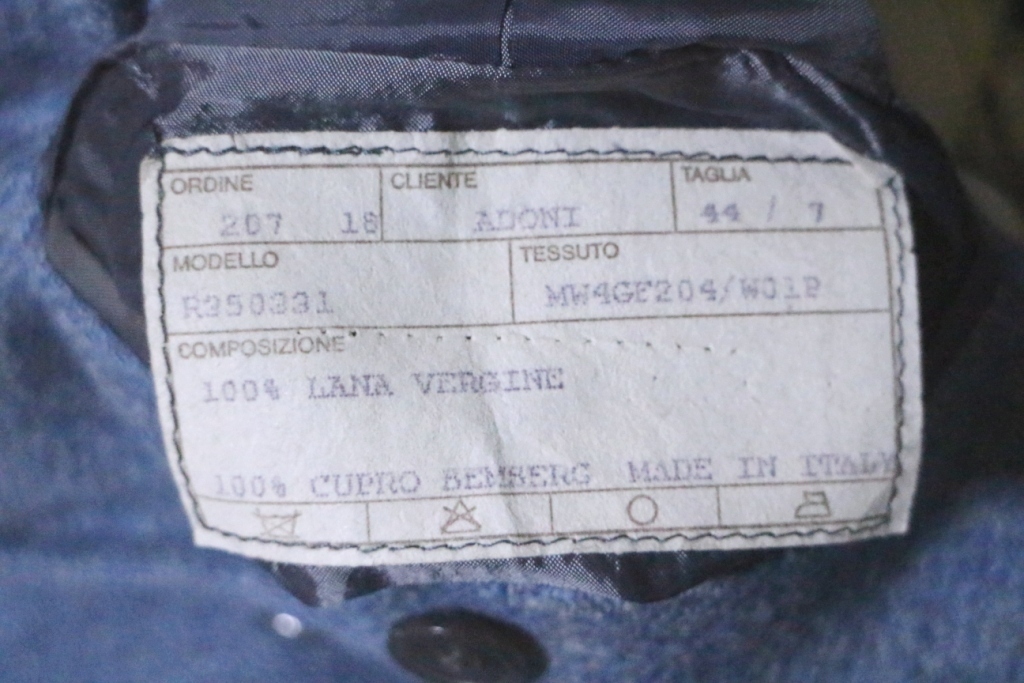 ORDINE CLIENTE TAGLIA
207 18 ADONI 44 / 7
MODELLO TESSUTO
R350331 MW4GF204/W01P
COMPOSIZIONE
100% LANA VERGINE
100% CUPRO BEMBERG MADE IN ITALY